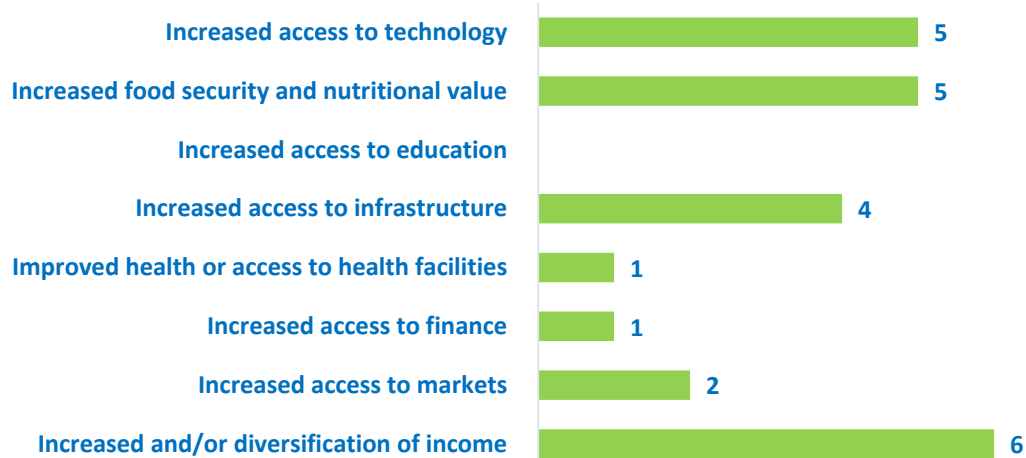 Increased access to technology 5
Increased food security and nutritional value 5
Increased access to education
Increased access to infrastructure 4
Improved health or access to health facilities 1
Increased access to finance 1
Increased access to markets 2
Increased and/or diversification of income 6